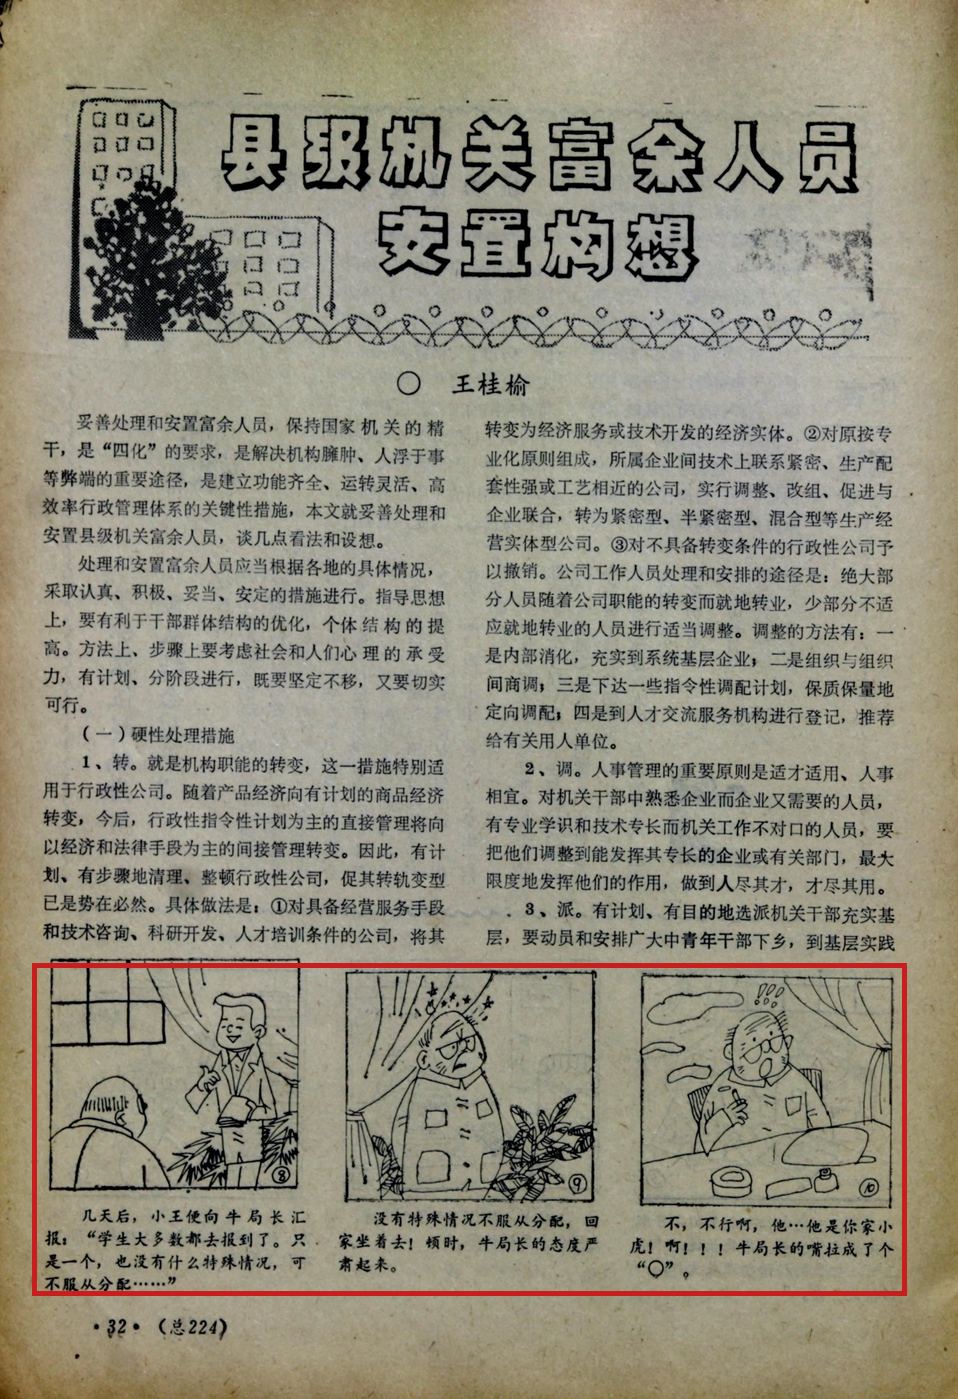 县级机关富余人员
安置构想
○ 王桂榆
妥善处理和安置富余人员，保持国家机关的精
干，是“四化”的要求，是解决机构臃肿、人浮于事
等弊端的重要途径，是建立功能齐全、运转灵活、高
效率行政管理体系的关键性措施，本文就妥善处理和
安置县级机关富余人员，谈几点看法和设想。
处理和安置富余人员应当根据各地的具体情况，
采取认真、积极、妥当、安定的措施进行。指导思想
上，要有利于干部群体结构的优化，个体结构的提
高。方法上、步骤上要考虑社会和人们心理的承受
力，有计划、分阶段进行，既要坚定不移，又要切实
可行。
（一）硬性处理措施
1、转。就是机构职能的转变，这一措施特别适
用于行政性公司。随着产品经济向有计划的商品经济
转变，今后，行政性指令性计划为主的直接管理将向
以经济和法律手段为主的间接管理转变。因此，有计
划、有步骤地清理、整顿行政性公司，促其转轨变型
已是势在必然。具体做法是：①对具备经营服务手段
和技术咨询、科研开发、人才培训条件的公司，将其
转变为经济服务或技术开发的经济实体。②对原按专
业化原则组成，所属企业间技术上联系紧密、生产配
套性强或工艺相近的公司，实行调整、改组、促进与
企业联合，转为紧密型、半紧密型、混合型等生产经
营实体型公司。③对不具备转变条件的行政性公司予
以撤销。公司工作人员处理和安排的途径是：绝大部
分人员随着公司职能的转变而就地转业，少部分不适
应就地转业的人员进行适当调整。调整的方法有：一
是内部消化，充实到系统基层企业；二是组织与组织
间商调；三是下达一些指令性调配计划，保质保量地
定向调配；四是到人才交流服务机构进行登记，推荐
给有关用人单位。
2、调。人事管理的重要原则是适才适用、人事
相宜。对机关干部中熟悉企业而企业又需要的人员，
有专业学识和技术专长而机关工作不对口的人员，要
把他们调整到能发挥其专长的企业或有关部门，最大
限度地发挥他们的作用，做到人尽其才，才尽其用。
3、派。有计划、有目的地选派机关干部充实基
层，要动员和安排广大中青年干部下乡，到基层实践
⑧
几天后，小王便向牛局长汇
报：“学生大多数都去报到了。只
是一个，也没有什么特殊情况，可
不服从分配……”
⑨
没有特殊情况不服从分配，回
家坐着去！顿时，牛局长的态度严
肃起来。
!!!
⑩
不，不行啊，他…他是你家小
虎！啊！！！牛局长的嘴拉成了个
“○”。
·32·（总224）